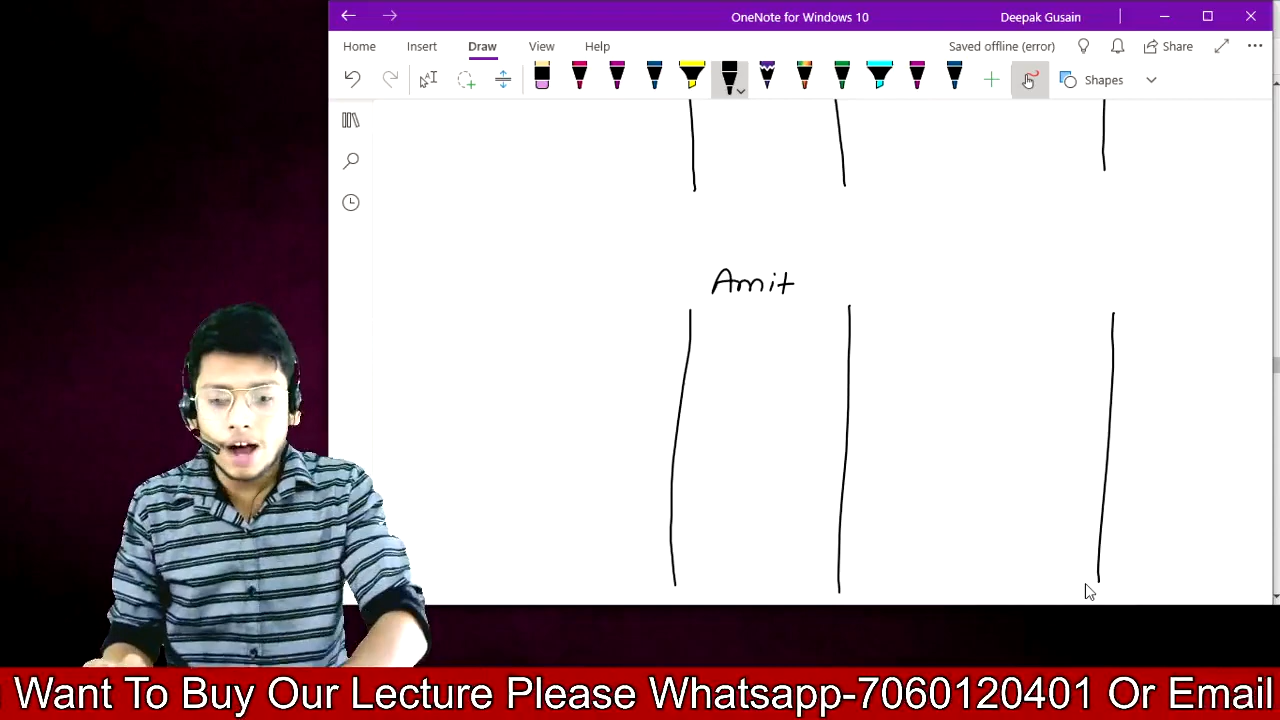 OneNote for Windows 10
Deepak Gusain
Home Insert Draw View Help
Saved offline (error)
Share
Shapes
Amit
Want To Buy Our Lecture Please Whatsapp-7060120401 Or Email